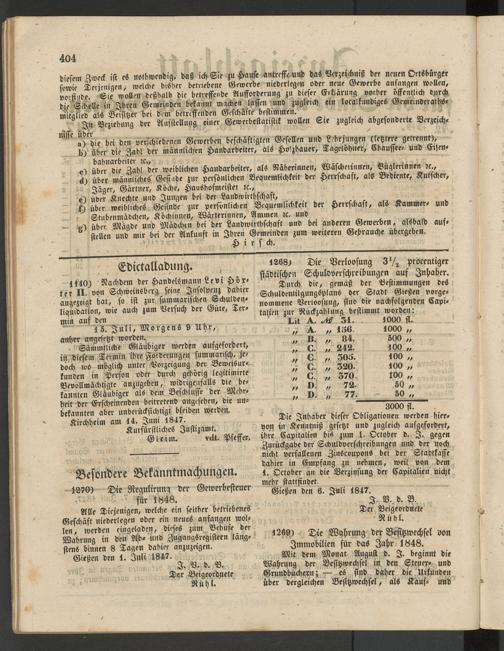 404
diesem Zweck ist es nothwendig, daß ich Sie zu Hause antreffe und das Verzeichniß der neuen Ortsbürger
sowie Derjenigen, welche bisher betriebene Gewerbe niederlegen oder neue Gewerbe anfangen wollen,
vorfinde. Sie wollen deßhalb die betreffende Aufforderung zu dieser Erklärung vorher öffentlich durch
die Schelle in Ihren Gemeinden bekannt machen lassen und zugleich ein localkundiges Gemeinderaths-
mitglied als Beisitzer bei dem betreffenden Geschäfte bestimmen.
In Beziehung der Aufstellung einer Gewerbestatistik wollen Sie zugleich abgesonderte Verzeich-
nisse über
a) die bei den verschiedenen Gewerben beschäftigten Gesellen und Lehrjungen (letztere getrennt),
b) über die Zahl der männlichen Handarbeiter, als Holzhauer, Tagelöhner, Chaussee- und Eisen-
bahnarbeiter ꝛc.,
c) über die Zahl der weiblichen Handarbeiter, als Näherinnen, Wäscherinnen, Büglerinnen ꝛc.,
d) über männliches Gesinde zur persönlichen Bequemlichkeit der Herrschaft, als Bediente, Kutscher,
Jäger, Gärtner, Köche, Haushofmeister ꝛc.,
e) über Knechte und Jungen bei der Landwirthschaft,
f) über weibliches Gesinde zur persönlichen Bequemlichkeit der Herrschaft, als Kammer- und
Stubenmädchen, Köchinnen, Wärterinnen, Ammen ꝛc. und
g) über Mägde und Mädchen bei der Landwirthschaft und bei anderen Gewerben, alsbald auf-
stellen und mir bei der Ankunft in Ihren Gemeinden zum weiteren Gebrauche übergeben.
Hirsch.
Edictalladung.
1140) Nachdem der Handelsmann Levi Hör-
ter II. von Schweinsberg seine Insolvenz dahier
angezeigt hat, so ist zur summarischen Schulden-
liquidation, wie auch zum Versuch der Güte, Ter-
min auf den
15. Juli, Morgens 9 Uhr,
anher angesetzt worden.
Sämmtliche Gläubiger werden aufgefordert,
in diesem Termin ihre Forderungen summarisch, je-
doch wo möglich unter Vorzeigung der Beweisur-
kunden in Person oder durch gehörig legitimirte
Bevollmächtigte anzugeben, widrigenfalls die be-
kannten Gläubiger als dem Beschlusse der Mehr-
heit der Erscheinenden beitretend angesehen, die un-
bekannten aber unberücksichtigt bleiben werden.
Kirchheim am 14. Juni 1847.
Kurfürstliches Justizamt.
Giesm. vdt. Pfeffer.
Besondere Bekanntmachungen.
1270) Die Regulirung der Gewerbsteuer
für 1848.
Alle Diejenigen, welche ein seither betriebenes
Geschäft niederlegen oder ein neues anfangen wol-
len, werden eingeladen, dieses zum Behufe der
Wahrung in den Ab- und Zugangsregistern läng-
stens binnen 8 Tagen dahier anzuzeigen.
Gießen den 1. Juli 1847.
J. V. d. B.
Der Beigeordnete
Rühl.
1268) Die Verloosung 3½ procentiger
städtischen Schuldverschreibungen auf Inhaber.
Durch die, gemäß der Bestimmungen des
Schuldentilgungsplans der Stadt Gießen vorge-
nommene Verloosung, sind die nachfolgenden Capi-
talien zur Rückzahlung bestimmt worden:
Lit A. № 31. 1000 fl.
„ A. „ 156. 1000 „
„ B. „ 84. 500 „
„ C. „ 242. 100 „
„ C. „ 305. 100 „
„ C. „ 320. 100 „
„ C. „ 370. 100 „
„ D. „ 72. 50 „
„ D. „ 77. 50 „
3000 fl.
Die Inhaber dieser Obligationen werden hier-
von in Kenntniß gesetzt und zugleich aufgefordert,
ihre Capitalien bis zum 1. October d. J. gegen
Zurückgabe der Schuldverschreibungen und der noch
nicht verfallenen Zinscoupons bei der Stadtkasse
dahier in Empfang zu nehmen, weil von dem
1. October an die Verzinsung der Capitalien nicht
mehr stattfindet.
Gießen den 6. Juli 1847.
J. V. d. B.
Der Beigeordnete
Rühl.
1269) Die Wahrung der Besitzwechsel von
Immobilien für das Jahr 1848.
Mit dem Monat August d. J. beginnt die
Wahrung der Besitzwechsel in den Steuer- und
Grundbüchern; — es sind daher die Urkunden
über dergleichen Besitzwechsel, als Kauf- und